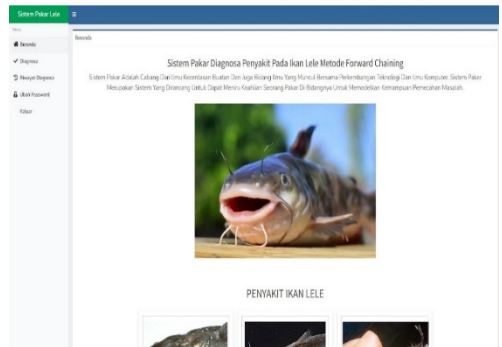 Sistem Pakar Lele
Menu
Beranda
Diagnosa
Riwayat Diagnosa
Ubah Password
Keluar
Beranda
Sistem Pakar Diagnosa Penyakit Pada Ikan Lele Metode Forward Chaining
Sistem Pakar Adalah Cabang Dari Ilmu Kecerdasan Buatan Dan Juga Bidang Ilmu Yang Muncul Bersama Perkembangan Teknologi Dan Ilmu Komputer. Sistem Pakar
Merupakan Sistem Yang Dirancang Untuk Dapat Meniru Keahlian Seorang Pakar Di Bidangnya Untuk Memodelkan Kemampuan Pemecahan Masalah.
PENYAKIT IKAN LELE